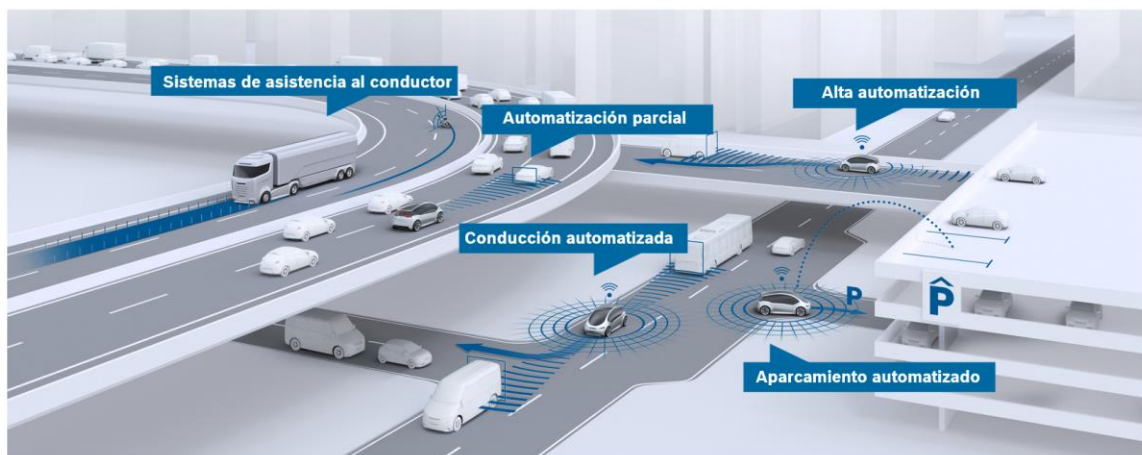 Sistemas de asistencia al conductor
Automatización parcial
Alta automatización
Conducción automatizada
P
P̂
Aparcamiento automatizado